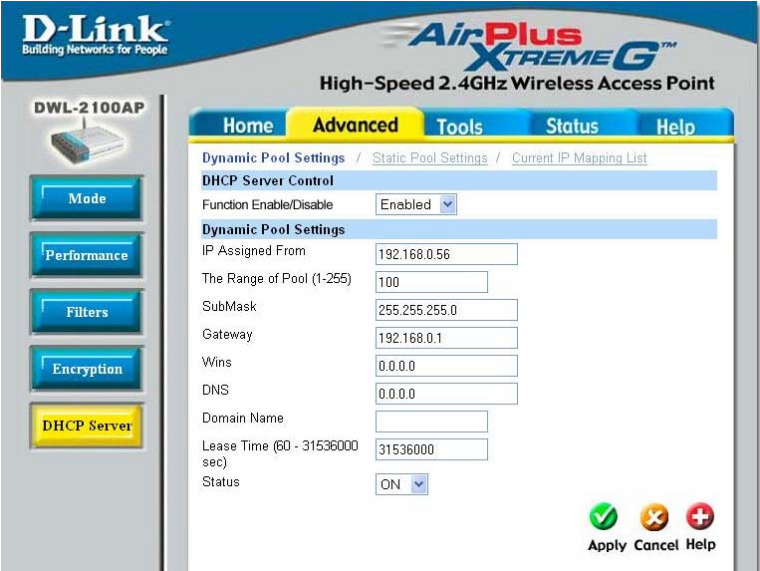 D-Link
Building Networks for People
AirPlus
XTREME G™
High-Speed 2.4GHz Wireless Access Point
DWL-2100AP
Home Advanced Tools Status Help
Dynamic Pool Settings / Static Pool Settings / Current IP Mapping List
DHCP Server Control
Function Enable/Disable Enabled
Dynamic Pool Settings
IP Assigned From 192.168.0.56
The Range of Pool (1-255) 100
SubMask 255.255.255.0
Gateway 192.168.0.1
Wins 0.0.0.0
DNS 0.0.0.0
Domain Name
Lease Time (60 - 31536000 sec) 31536000
Status ON
Mode
Performance
Filters
Encryption
DHCP Server
Apply Cancel Help